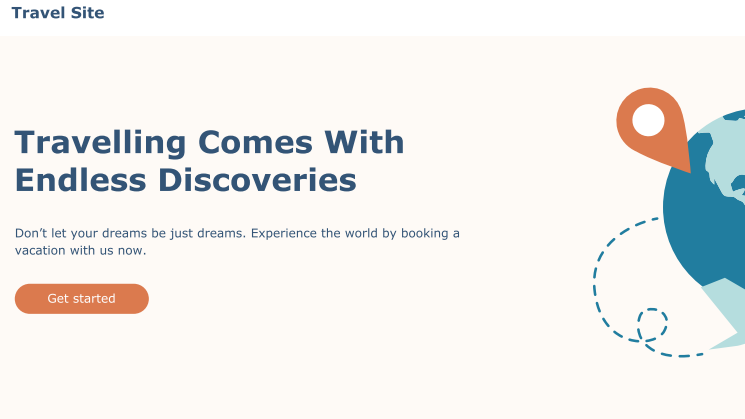 Travel Site
Travelling Comes With
Endless Discoveries
Don’t let your dreams be just dreams. Experience the world by booking a
vacation with us now.
Get started